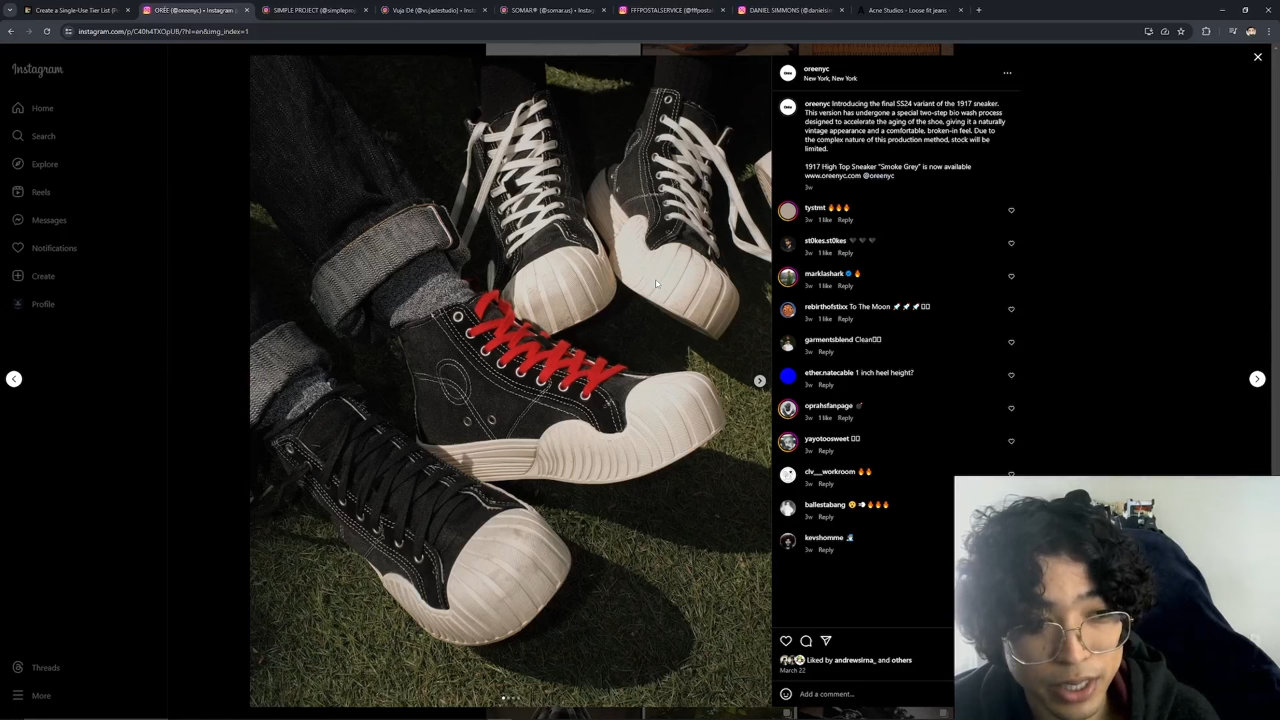 Create a Single-Use Tier List
ORÉE (@oreenyc) • Instagram p
SIMPLE PROJECT (@simpleproj
Vuja Dé (@vujadestudio) • Insta
SOMAR® (@somar.us) • Instag
FFFPOSTALSERVICE (@fffpost
DANIEL SIMMONS (@danielsim
Acne Studios – Loose fit jeans -
instagram.com/p/C40h4TXOpUB/?hl=en&img_index=1
Instagram
Home
Search
Explore
Reels
Messages
Notifications
Create
Profile
Threads
More
oreenyc
New York, New York
oreenyc Introducing the final SS24 variant of the 1917 sneaker.
This version has undergone a special two-step bio wash process
designed to accelerate the aging of the shoe, giving it a naturally
vintage appearance and a comfortable, broken-in feel. Due to
the complex nature of this production method, stock will be
limited.
1917 High Top Sneaker "Smoke Grey" is now available
www.oreenyc.com @oreenyc
3w
tystmt 🔥🔥🔥
3w 1 like Reply
st0kes.st0kes 🖤🖤🖤
3w 1 like Reply
marklashark 🔥
3w 1 like Reply
rebirthofstixx To The Moon 🚀🚀🚀
3w 1 like Reply
garmentsblend Clean
3w Reply
ether.natecable 1 inch heel height?
3w Reply
oprahsfanpage 💣
3w 1 like Reply
yayotoosweet
3w Reply
clv__workroom 🔥🔥
3w Reply
ballestabang 😮💨🔥🔥🔥
3w Reply
kevshomme
3w Reply
Liked by andrewsirna_ and others
March 22
Add a comment...